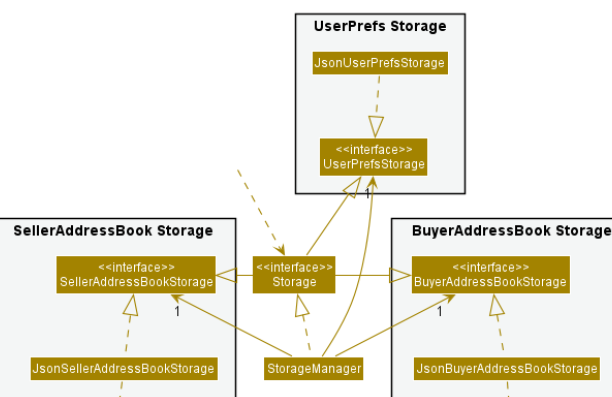 UserPrefs Storage
JsonUserPrefsStorage
<<interface>>
UserPrefsStorage
1
SellerAddressBook Storage
BuyerAddressBook Storage
<<interface>>
SellerAddressBookStorage
<<interface>>
Storage
<<interface>>
BuyerAddressBookStorage
1
1
JsonSellerAddressBookStorage
StorageManager
JsonBuyerAddressBookStorage